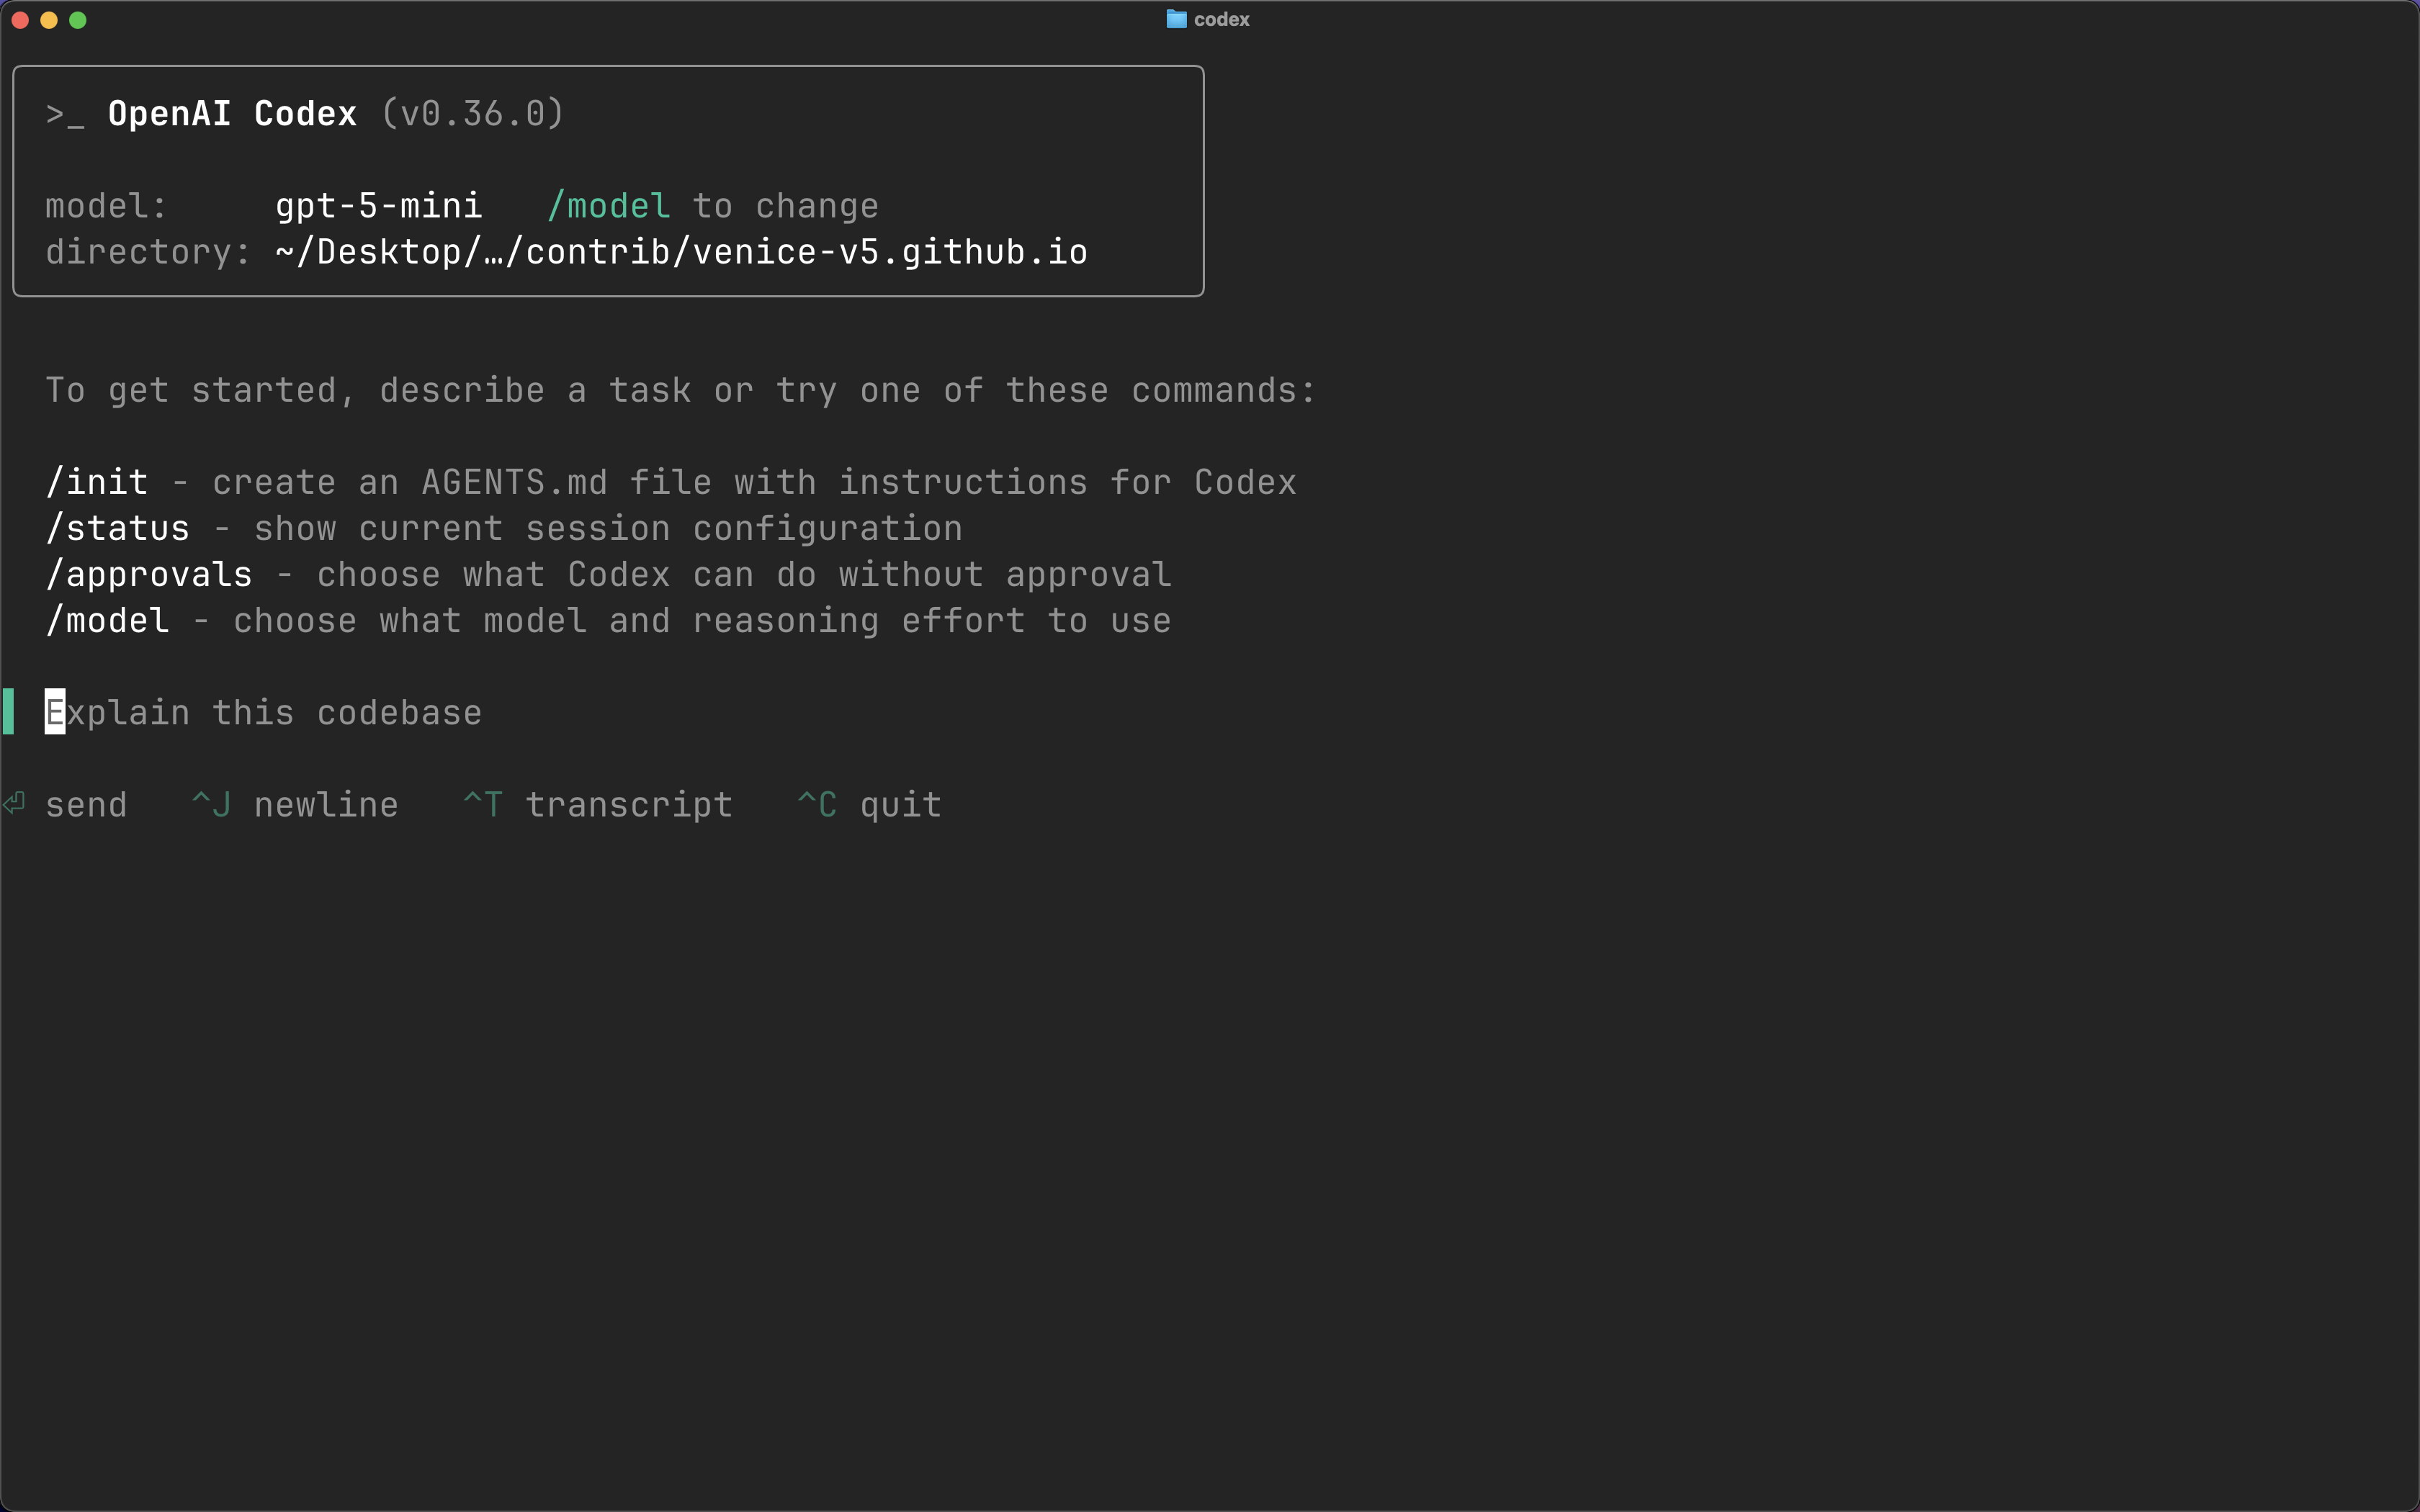 codex
>_ OpenAI Codex (v0.36.0)
model: gpt-5-mini /model to change
directory: ~/Desktop/…/contrib/venice-v5.github.io
To get started, describe a task or try one of these commands:
/init - create an AGENTS.md file with instructions for Codex
/status - show current session configuration
/approvals - choose what Codex can do without approval
/model - choose what model and reasoning effort to use
Explain this codebase
⏎ send ^J newline ^T transcript ^C quit